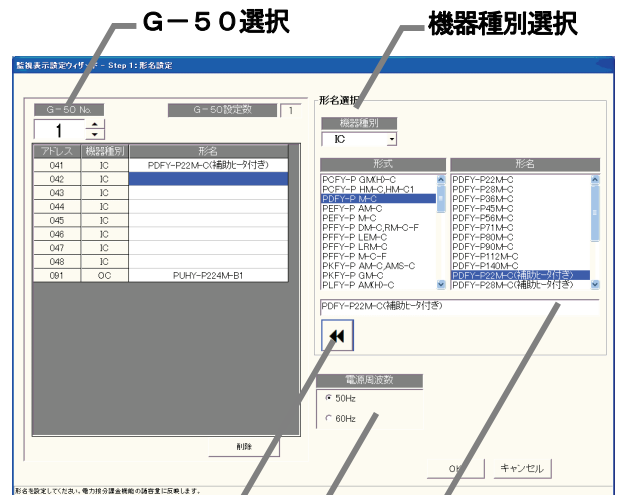 G－５０選択
機器種別選択
監視表示設定ウィザード - Step 1:形名設定
G－50 No.
G－50設定数
1
1
アドレス 機器種別 形名
041 IC PDFY-P22M-C(補助ヒータ付き)
042 IC
043 IC
044 IC
045 IC
046 IC
047 IC
048 IC
091 OC PUHY-P224M-B1
削除
形名選択
機器種別
IC
形式
PCFY-P GM(H)-C
PCFY-P HM-C,HM-C1
PDFY-P M-C
PEFY-P AM-C
PEFY-P M-C
PFFY-P DM-C,RM-C-F
PFFY-P LEM-C
PFFY-P LRM-C
PFFY-P M-C-F
PKFY-P AM-C,AMS-C
PKFY-P GM-C
PLFY-P AM(H)-C
形名
PDFY-P22M-C
PDFY-P28M-C
PDFY-P36M-C
PDFY-P45M-C
PDFY-P56M-C
PDFY-P71M-C
PDFY-P80M-C
PDFY-P90M-C
PDFY-P112M-C
PDFY-P140M-C
PDFY-P22M-C(補助ヒータ付き)
PDFY-P28M-C(補助ヒータ付き)
PDFY-P22M-C(補助ヒータ付き)
電源周波数
50Hz
60Hz
OK
キャンセル
形名を設定してください。電力按分課金機能の諸容量に反映します。